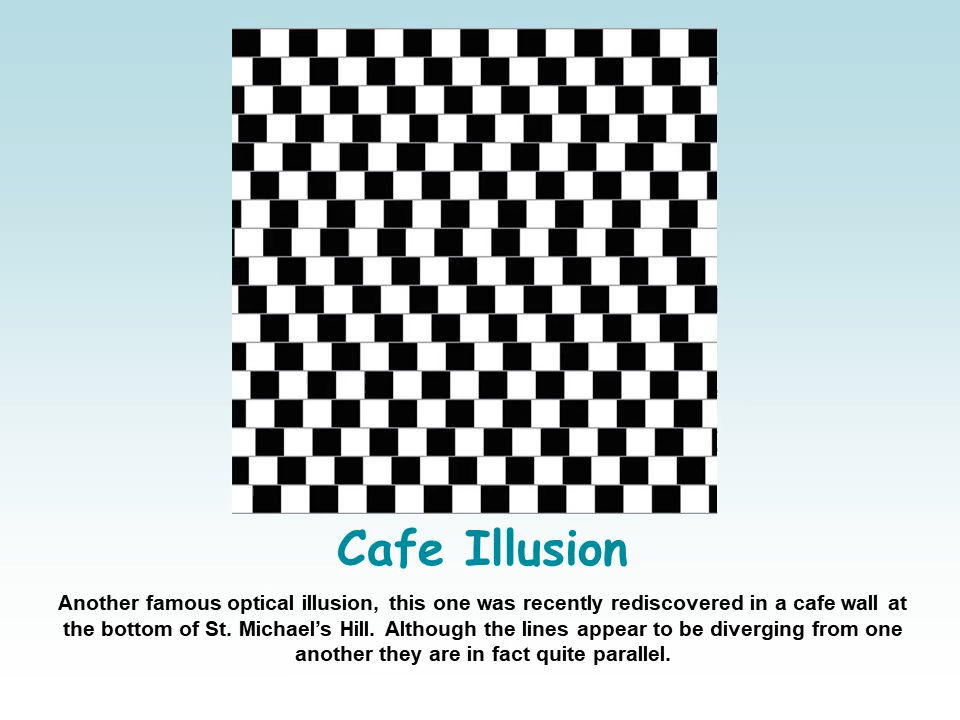 Cafe Illusion
Another famous optical illusion, this one was recently rediscovered in a cafe wall at
the bottom of St. Michael’s Hill. Although the lines appear to be diverging from one
another they are in fact quite parallel.